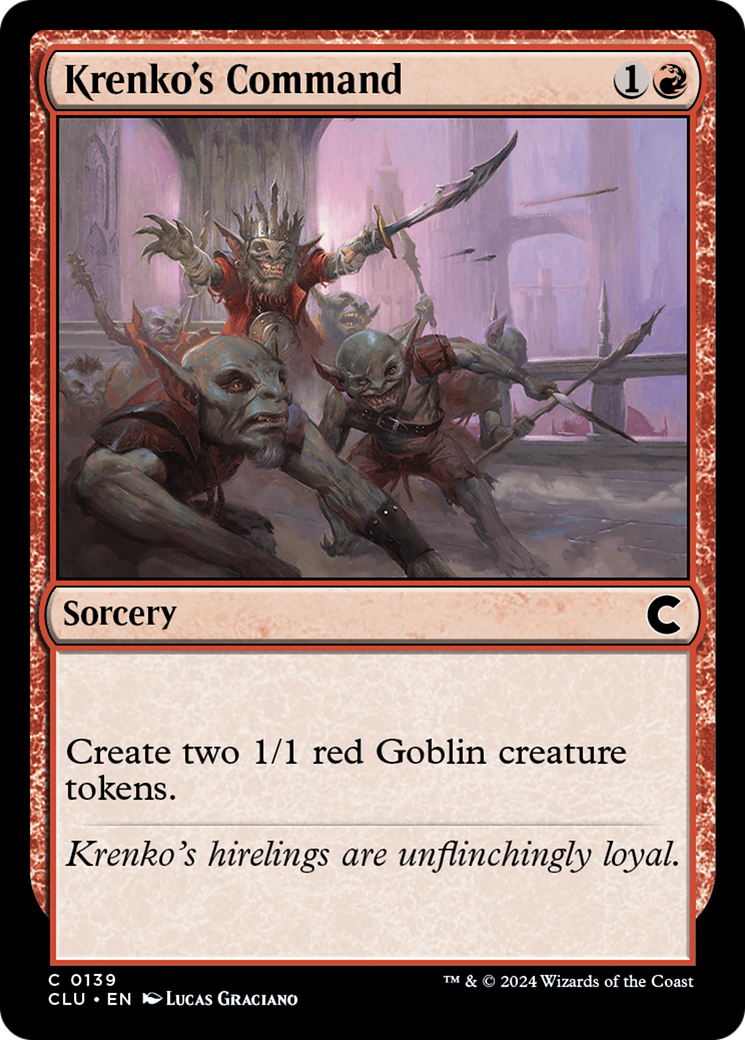 Krenko's Command 1
Sorcery C
Create two 1/1 red Goblin creature
tokens.
Krenko's hirelings are unflinchingly loyal.
C 0139 ™ & © 2024 Wizards of the Coast
CLU • EN Lucas Graciano